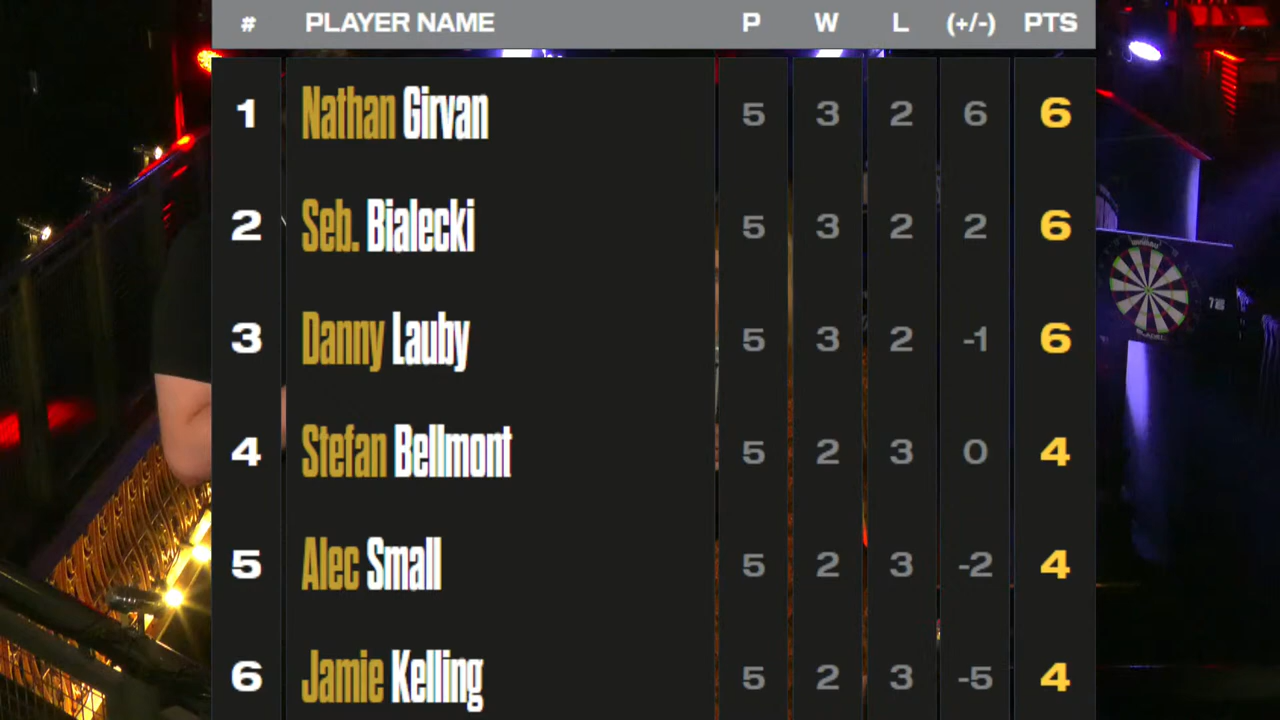 # PLAYER NAME P W L (+/-) PTS
1 Nathan Girvan 5 3 2 6 6
2 Seb. Bialecki 5 3 2 2 6
3 Danny Lauby 5 3 2 -1 6
4 Stefan Bellmont 5 2 3 0 4
5 Alec Small 5 2 3 -2 4
6 Jamie Kelling 5 2 3 -5 4